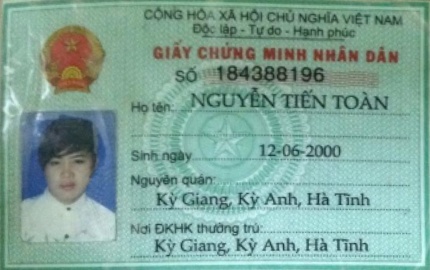 CỘNG HÒA XÃ HỘI CHỦ NGHĨA VIỆT NAM
Độc lập - Tự do - Hạnh phúc
GIẤY CHỨNG MINH NHÂN DÂN
SỐ 184388196
Họ tên: NGUYỄN TIẾN TOÀN
Sinh ngày 12-06-2000
Nguyên quán:
Kỳ Giang, Kỳ Anh, Hà Tĩnh
Nơi ĐKHK thường trú:
Kỳ Giang, Kỳ Anh, Hà Tĩnh